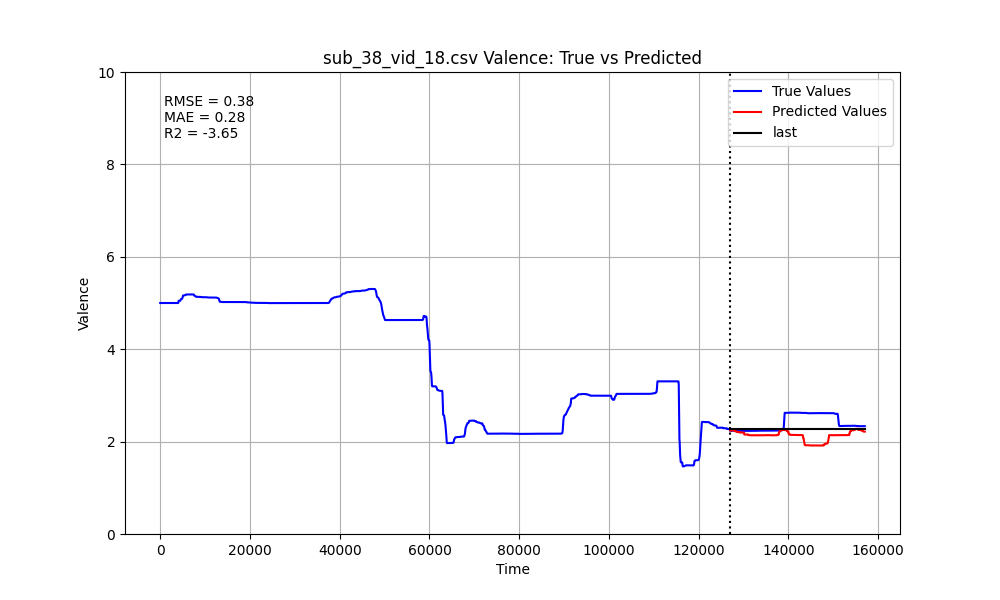 sub_38_vid_18.csv Valence: True vs Predicted
RMSE = 0.38
MAE = 0.28
R2 = -3.65
True Values
Predicted Values
last
Valence
10
8
6
4
2
0
0
20000
40000
60000
80000
100000
120000
140000
160000
Time